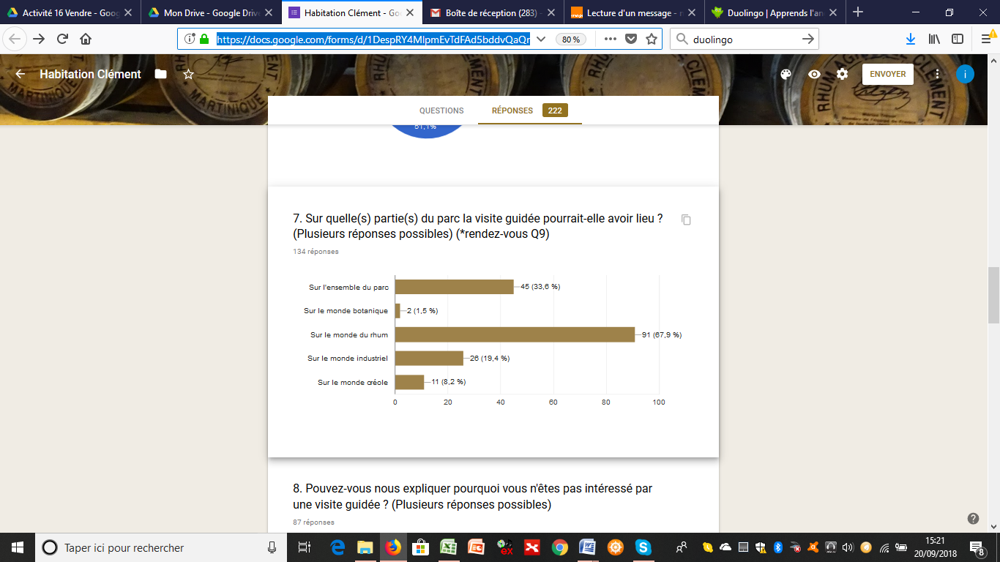 Activité 16 Vendre - Goog
Mon Drive - Google Drive
Habitation Clément - Go
Boîte de réception (283) -
Lecture d'un message -
Duolingo | Apprends l'an
https://docs.google.com/forms/d/1DespRY4MlpmEvTdFAd5bddvQaQr
80 %
duolingo
Habitation Clément
ENVOYER
i
MARTINIQUE
MARTINIQUE
CLEMENT
RHUM
CLEMENT
QUESTIONS
RÉPONSES 222
51,1%
7. Sur quelle(s) partie(s) du parc la visite guidée pourrait-elle avoir lieu ?
(Plusieurs réponses possibles) (*rendez-vous Q9)
134 réponses
Sur l'ensemble du parc
45 (33,6 %)
Sur le monde botanique
2 (1,5 %)
Sur le monde du rhum
91 (67,9 %)
Sur le monde industriel
26 (19,4 %)
Sur le monde créole
11 (8,2 %)
0 20 40 60 80 100
8. Pouvez-vous nous expliquer pourquoi vous n'êtes pas intéressé par
une visite guidée ? (Plusieurs réponses possibles)
87 réponses
Taper ici pour rechercher
15:21
20/09/2018
8